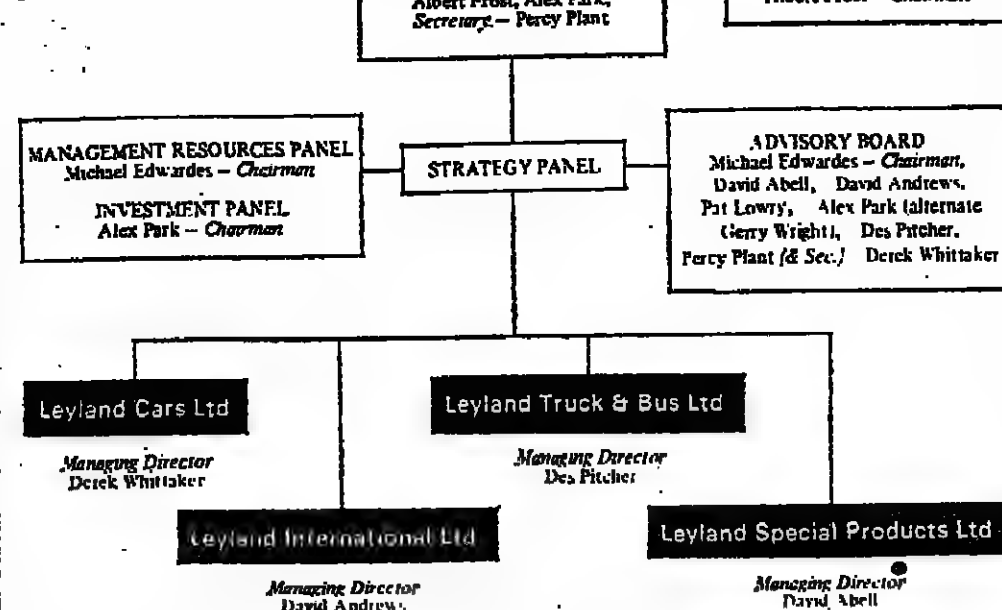 Albert Frost, Alex Park,
Secretary – Percy Plant
Chairman
MANAGEMENT RESOURCES PANEL
Michael Edwardes – Chairman
INVESTMENT PANEL
Alex Park – Chairman
STRATEGY PANEL
ADVISORY BOARD
Michael Edwardes – Chairman,
David Abell, David Andrews,
Pat Lowry, Alex Park (alternate
Gerry Wright), Des Pitcher,
Percy Plant (& Sec.) Derek Whittaker
Leyland Cars Ltd
Managing Director
Derek Whittaker
Leyland Truck & Bus Ltd
Managing Director
Des Pitcher
Leyland International Ltd
Managing Director
David Andrews
Leyland Special Products Ltd
Managing Director
David Abell